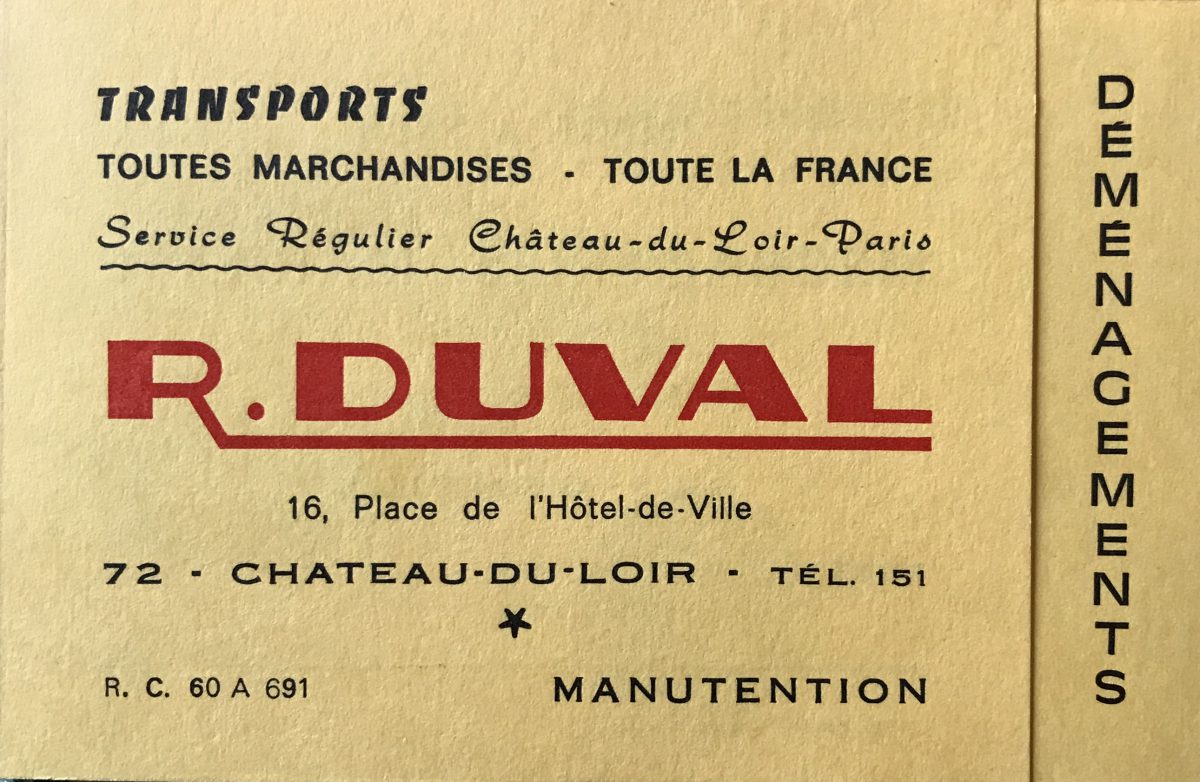 TRANSPORTS
TOUTES MARCHANDISES - TOUTE LA FRANCE
Service Régulier Château-du-Loir-Paris
R. DUVAL
16, Place de l'Hôtel-de-Ville
72 - CHATEAU-DU-LOIR - TÉL. 151
R. C. 60 A 691 MANUTENTION
DÉMÉNAGEMENTS